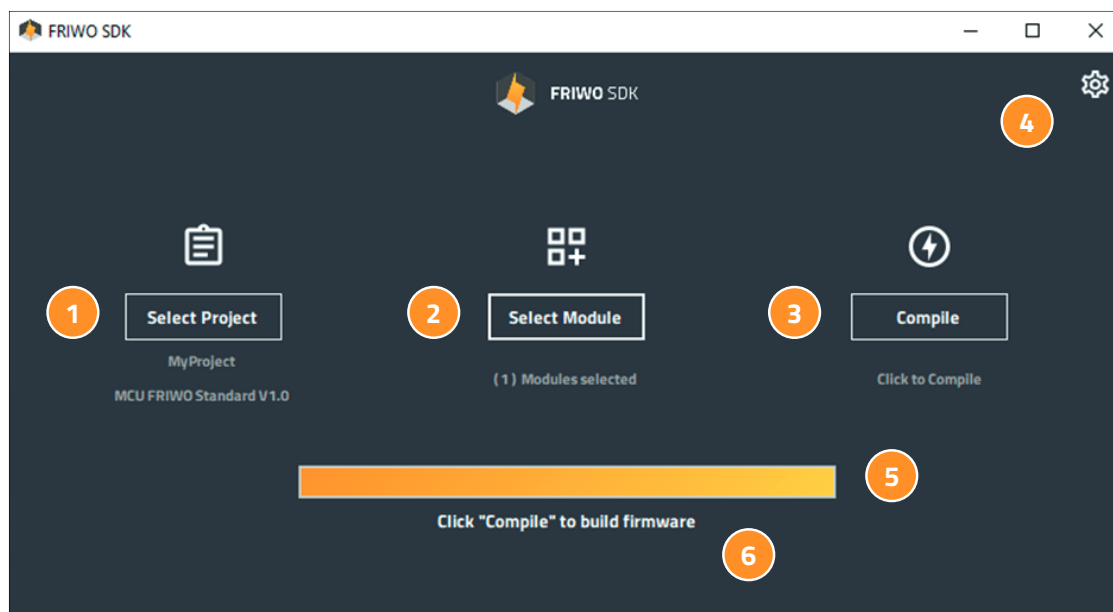 FRIWO SDK
FRIWO SDK
4
1
Select Project
2
Select Module
3
Compile
MyProject
MCU FRIWO Standard V1.0
(1) Modules selected
Click to Compile
5
Click "Compile" to build firmware
6